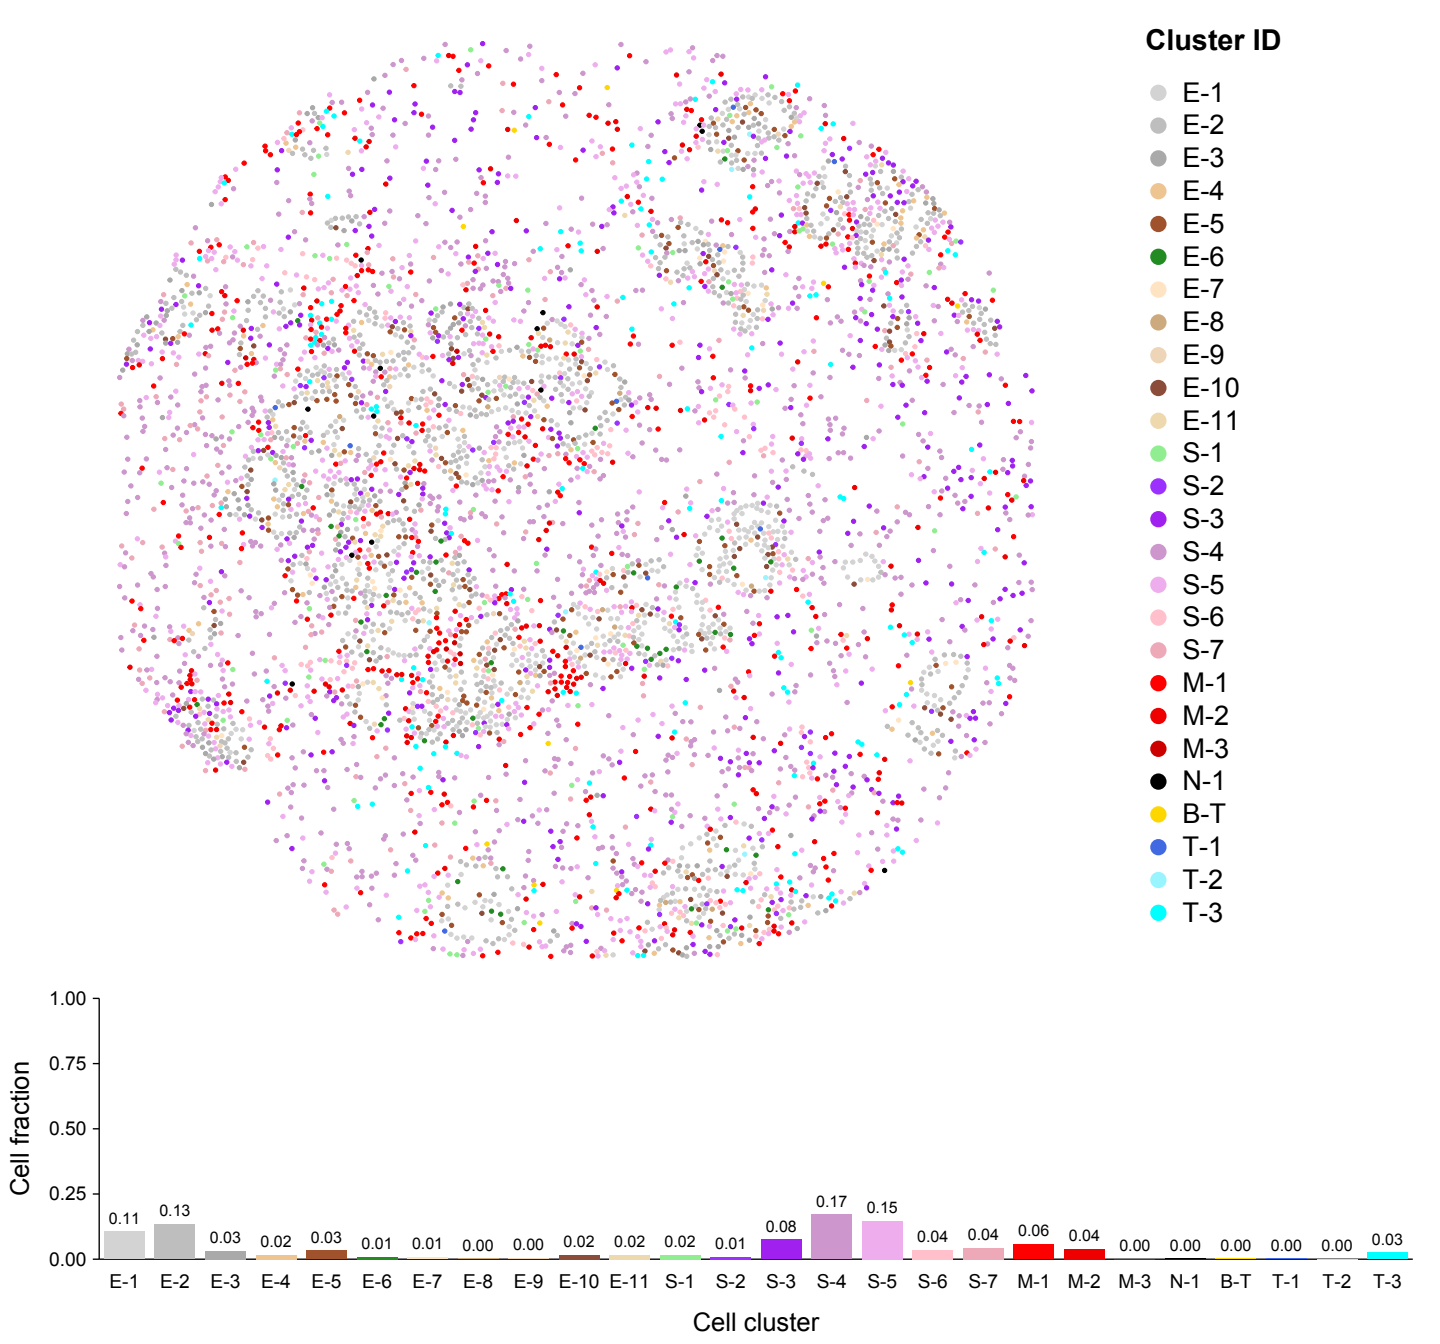 Cluster ID
E-1
E-2
E-3
E-4
E-5
E-6
E-7
E-8
E-9
E-10
E-11
S-1
S-2
S-3
S-4
S-5
S-6
S-7
M-1
M-2
M-3
N-1
B-T
T-1
T-2
T-3
1.00
0.75
0.50
0.25
0.00
Cell fraction
0.11 0.13 0.03 0.02 0.03 0.01 0.01 0.00 0.00 0.02 0.02 0.02 0.01 0.08 0.17 0.15 0.04 0.04 0.06 0.04 0.00 0.00 0.00 0.00 0.00 0.03
E-1 E-2 E-3 E-4 E-5 E-6 E-7 E-8 E-9 E-10 E-11 S-1 S-2 S-3 S-4 S-5 S-6 S-7 M-1 M-2 M-3 N-1 B-T T-1 T-2 T-3
Cell cluster